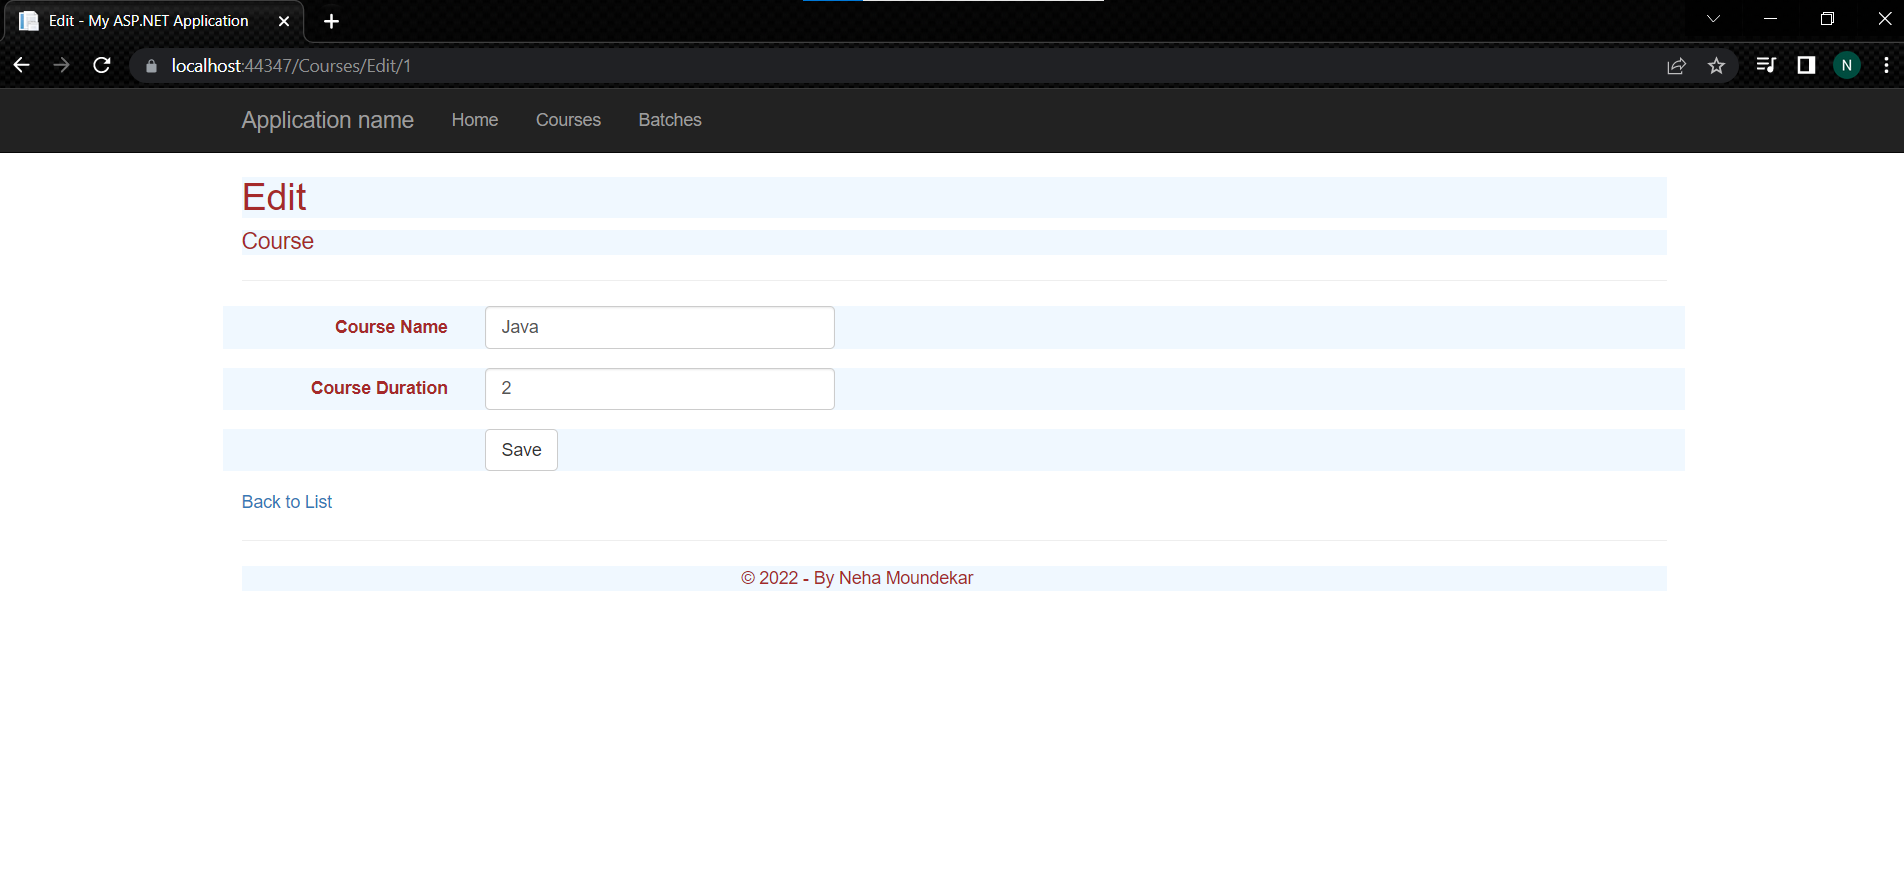 Edit - My ASP.NET Application
localhost:44347/Courses/Edit/1
N
Application name Home Courses Batches
Edit
Course
Course Name Java
Course Duration 2
Save
Back to List
© 2022 - By Neha Moundekar